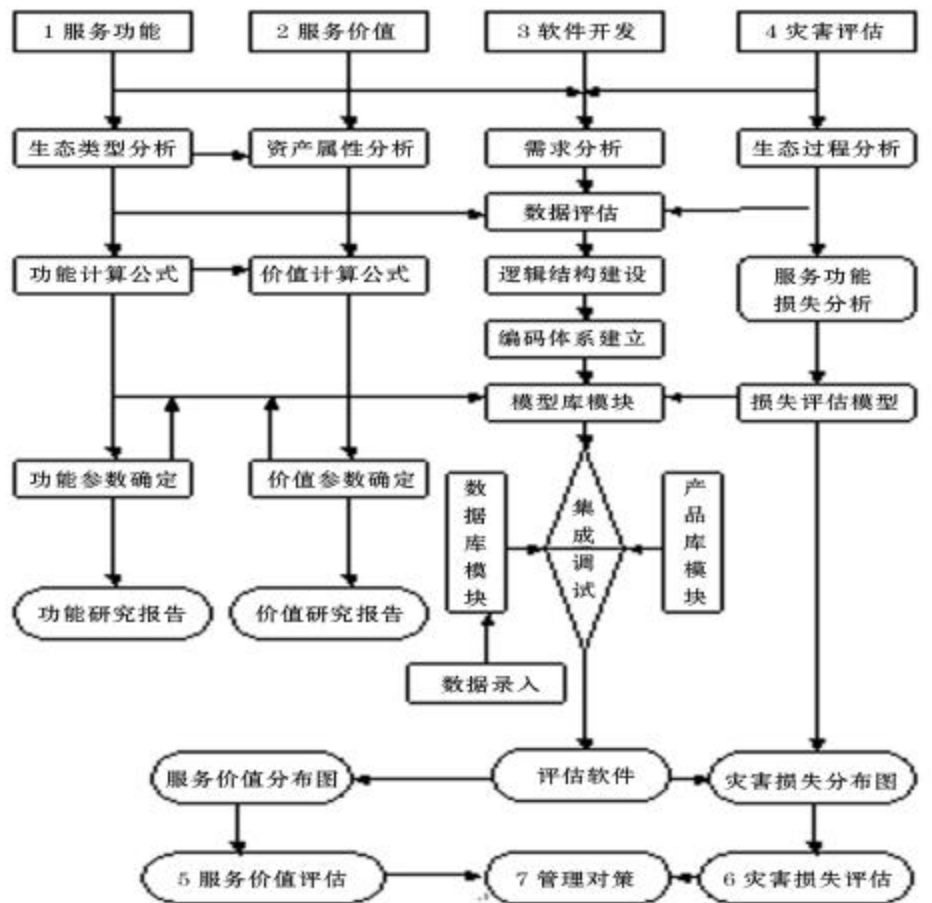 1 服务功能
2 服务价值
3 软件开发
4 灾害评估
生态类型分析
资产属性分析
需求分析
生态过程分析
数据评估
功能计算公式
价值计算公式
逻辑结构建设
服务功能
损失分析
编码体系建立
模型库模块
损失评估模型
功能参数确定
价值参数确定
数据库模块
集成调试
产品库模块
功能研究报告
价值研究报告
数据录入
服务价值分布图
评估软件
灾害损失分布图
5 服务价值评估
7 管理对策
6 灾害损失评估